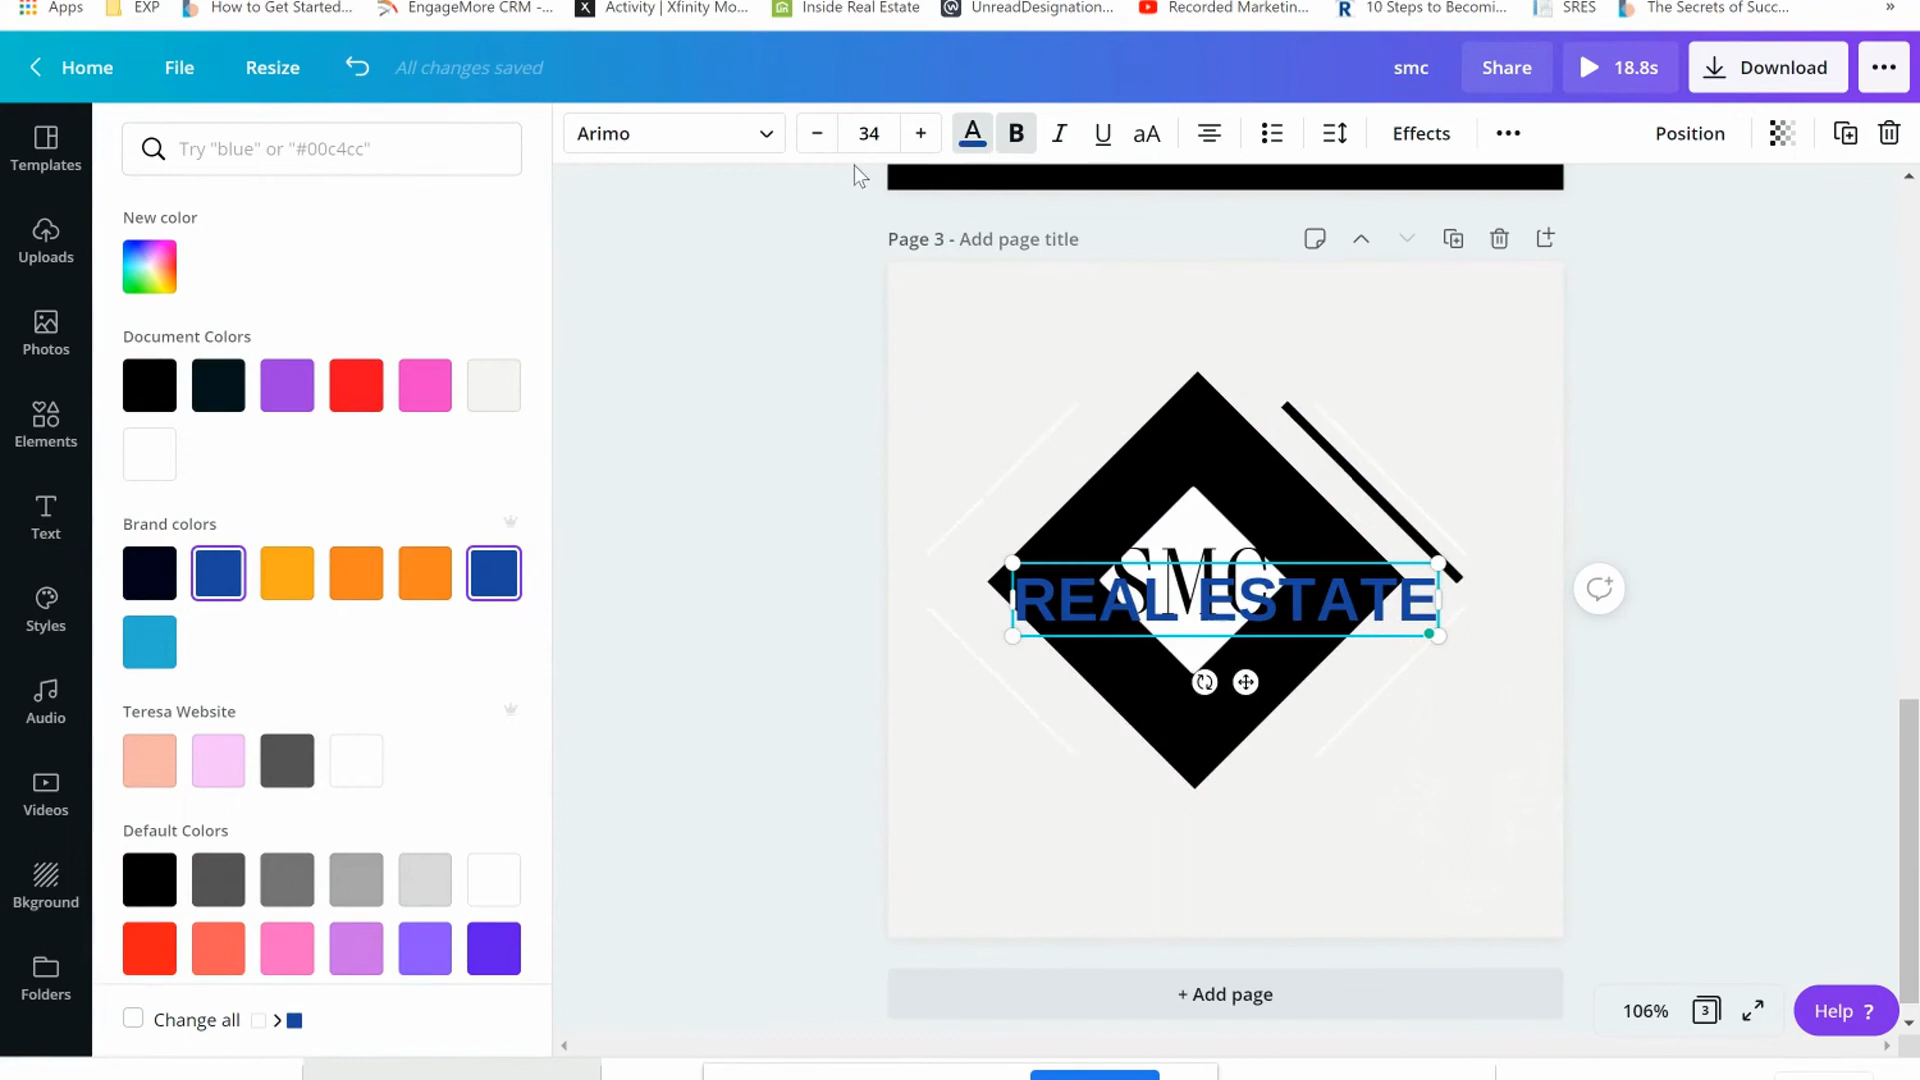 Apps
EXP
How to Get Started...
EngageMore CRM -...
Activity | Xfinity Mo...
Inside Real Estate
UnreadDesignation...
Recorded Marketin...
10 Steps to Becomi...
SRES
The Secrets of Succ...
»
Home
File
Resize
All changes saved
smc
Share
18.8s
Download
Arimo
34
A
B
I
U
aA
Effects
Position
Templates
Uploads
Photos
Elements
Text
Styles
Audio
Videos
Bkground
Folders
Try "blue" or "#00c4cc"
New color
Document Colors
Brand colors
Teresa Website
Default Colors
Change all
Page 3 - Add page title
SMC
REAL ESTATE
+ Add page
106%
3
Help ?